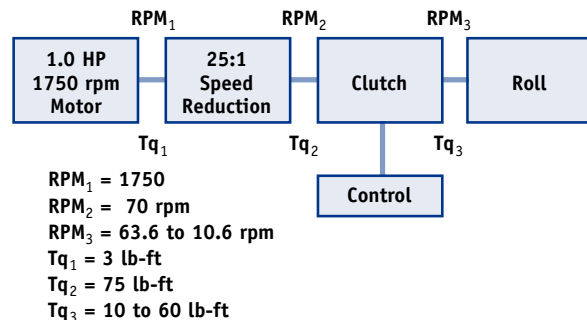 RPM₁ RPM₂ RPM₃
1.0 HP
1750 rpm
Motor
25:1
Speed
Reduction
Clutch
Roll
Tq₁ Tq₂ Tq₃
Control
RPM₁ = 1750
RPM₂ = 70 rpm
RPM₃ = 63.6 to 10.6 rpm
Tq₁ = 3 lb-ft
Tq₂ = 75 lb-ft
Tq₃ = 10 to 60 lb-ft